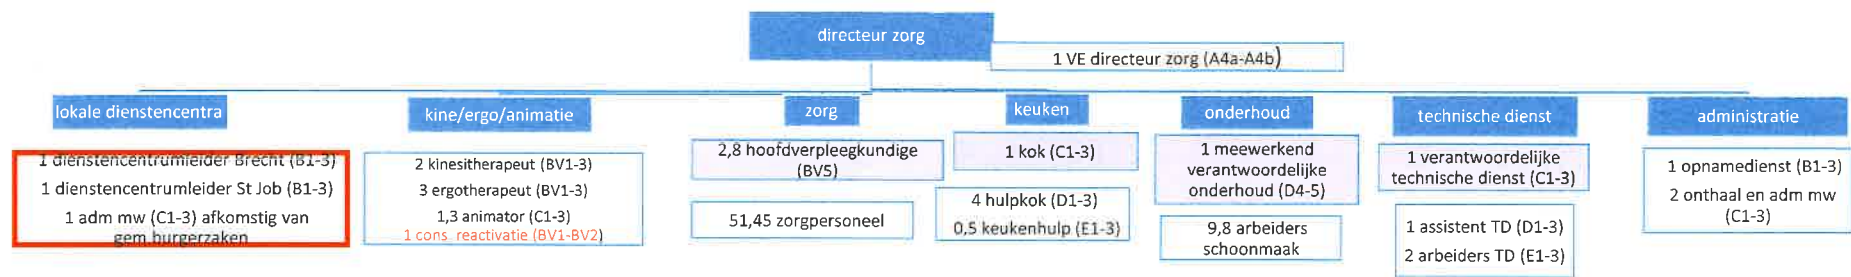 directeur zorg
1 VE directeur zorg (A4a-A4b)
lokale dienstencentra
1 dienstencentrumleider Brecht (B1-3)
1 dienstencentrumleider St Job (B1-3)
1 adm mw (C1-3) afkomstig van
gem.burgerzaken
kine/ergo/animatie
2 kinesitherapeut (BV1-3)
3 ergotherapeut (BV1-3)
1,3 animator (C1-3)
1 cons. reactivatie (BV1-BV2)
zorg
2,8 hoofdverpleegkundige
(BV5)
51,45 zorgpersoneel
keuken
1 kok (C1-3)
4 hulpkok (D1-3)
0,5 keukenhulp (E1-3)
onderhoud
1 meewerkend
verantwoordelijke
onderhoud (D4-5)
9,8 arbeiders
schoonmaak
technische dienst
1 verantwoordelijke
technische dienst (C1-3)
1 assistent TD (D1-3)
2 arbeiders TD (E1-3)
administratie
1 opnamedienst (B1-3)
2 onthaal en adm mw
(C1-3)